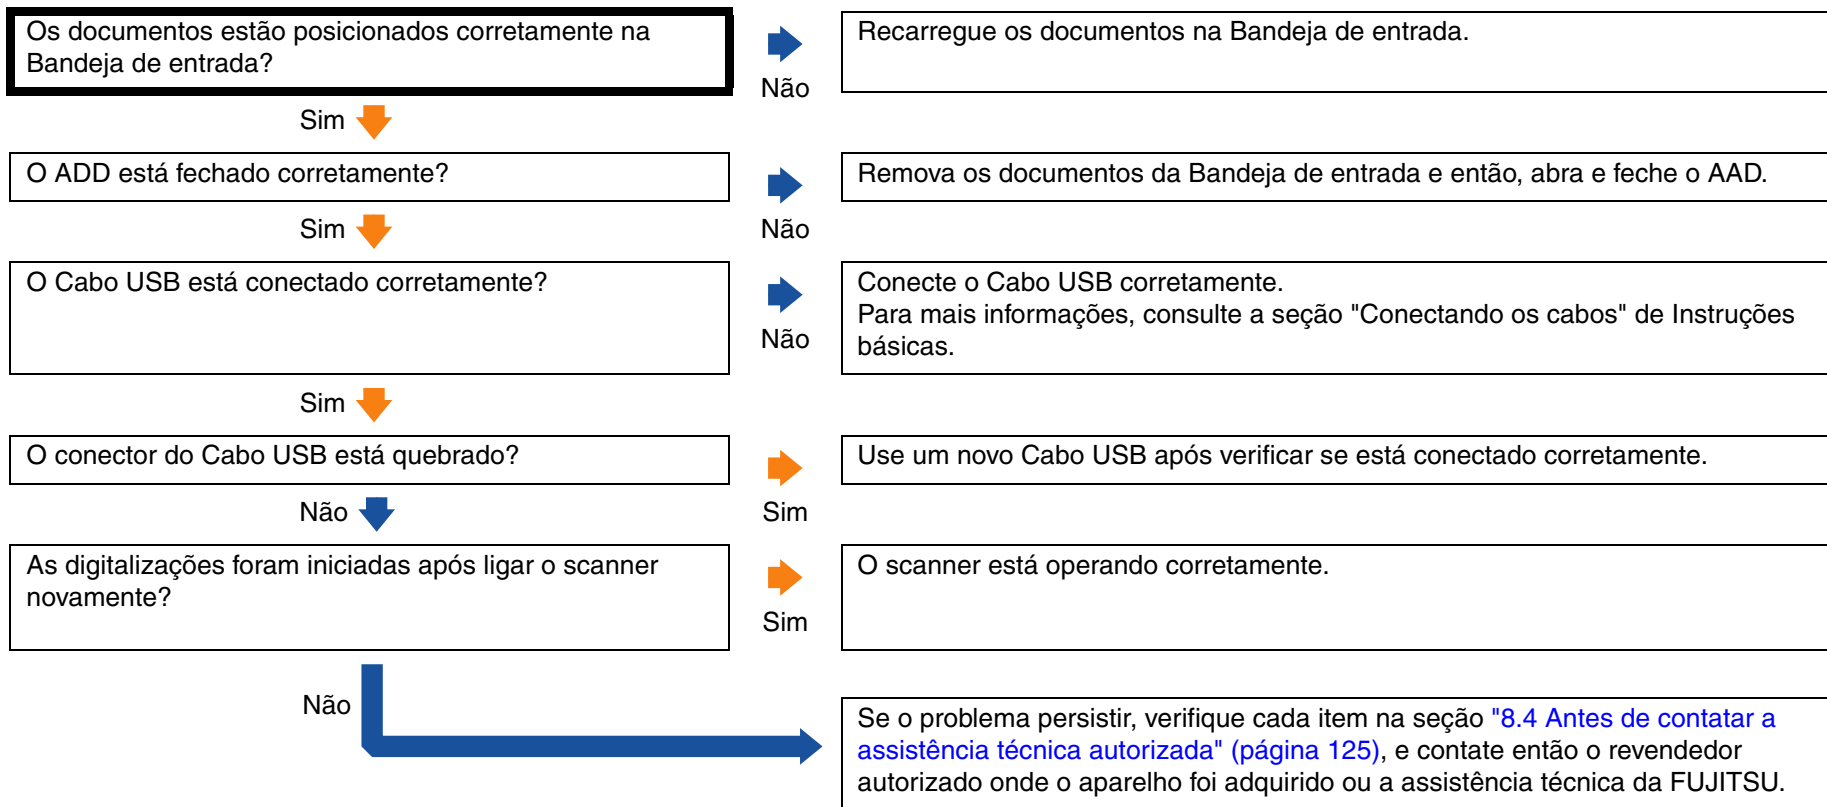 Os documentos estão posicionados corretamente na
Bandeja de entrada?
Não
Recarregue os documentos na Bandeja de entrada.
Sim
O ADD está fechado corretamente?
Não
Remova os documentos da Bandeja de entrada e então, abra e feche o AAD.
Sim
O Cabo USB está conectado corretamente?
Não
Conecte o Cabo USB corretamente.
Para mais informações, consulte a seção "Conectando os cabos" de Instruções
básicas.
Sim
O conector do Cabo USB está quebrado?
Sim
Use um novo Cabo USB após verificar se está conectado corretamente.
Não
As digitalizações foram iniciadas após ligar o scanner
novamente?
Sim
O scanner está operando corretamente.
Não
Se o problema persistir, verifique cada item na seção "8.4 Antes de contatar a
assistência técnica autorizada" (página 125), e contate então o revendedor
autorizado onde o aparelho foi adquirido ou a assistência técnica da FUJITSU.